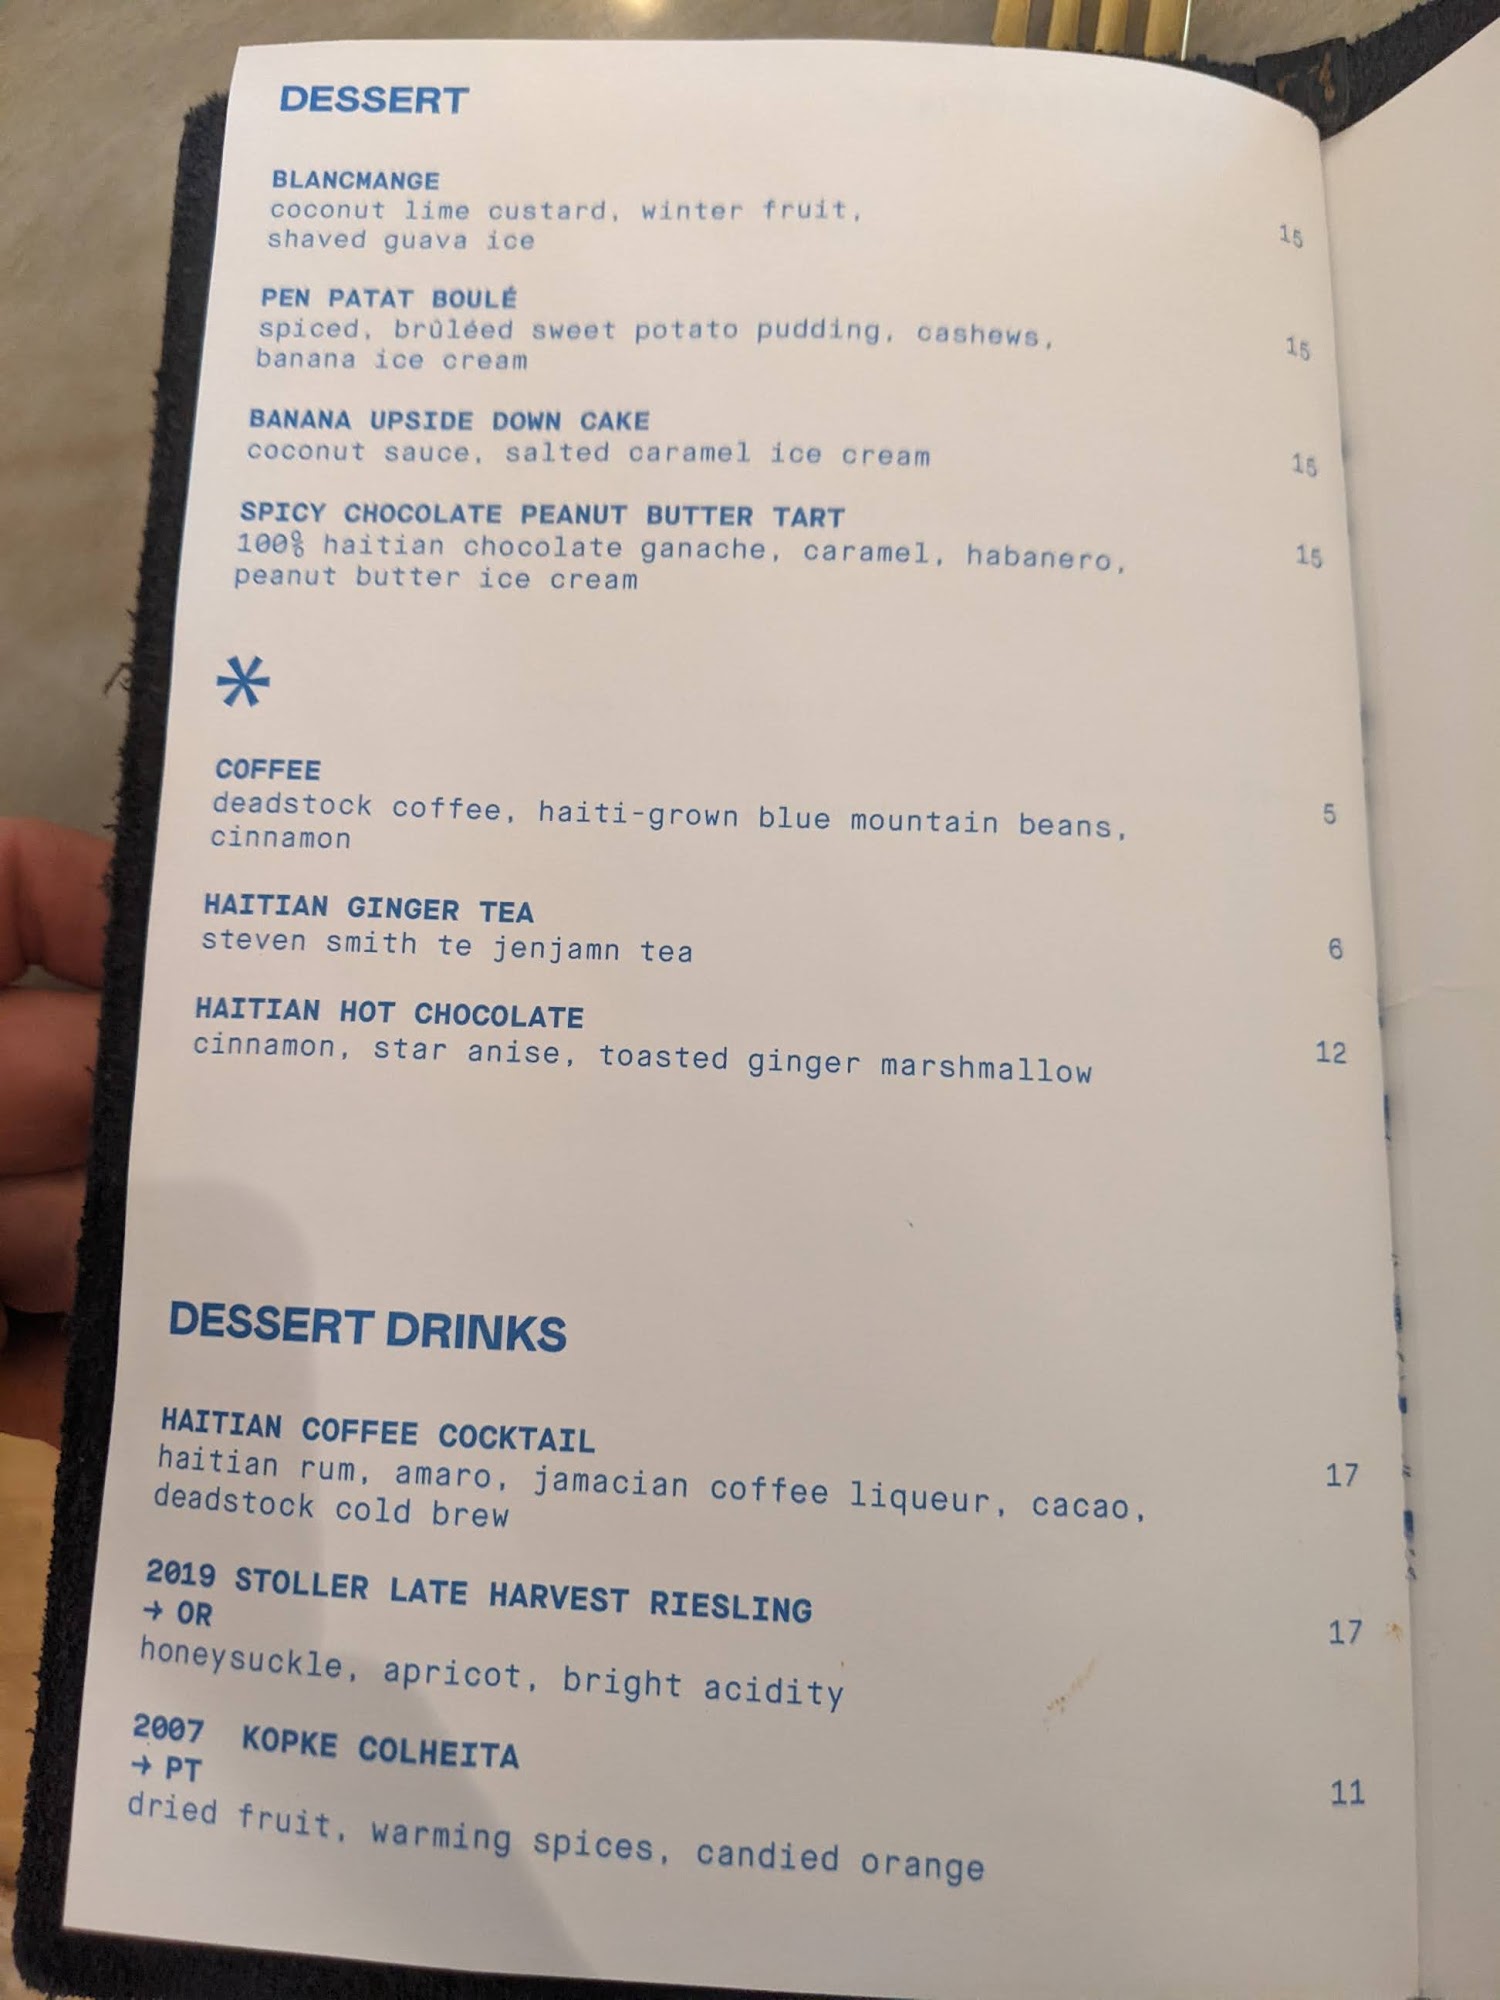 DESSERT
BLANCMANGE
coconut lime custard, winter fruit,
shaved guava ice
15
PEN PATAT BOULÉ
spiced, brûléed sweet potato pudding, cashews,
banana ice cream
15
BANANA UPSIDE DOWN CAKE
coconut sauce, salted caramel ice cream
15
SPICY CHOCOLATE PEANUT BUTTER TART
100% haitian chocolate ganache, caramel, habanero,
peanut butter ice cream
15
*
COFFEE
deadstock coffee, haiti-grown blue mountain beans,
cinnamon
5
HAITIAN GINGER TEA
steven smith te jenjamn tea
6
HAITIAN HOT CHOCOLATE
cinnamon, star anise, toasted ginger marshmallow
12
DESSERT DRINKS
HAITIAN COFFEE COCKTAIL
haitian rum, amaro, jamacian coffee liqueur, cacao,
deadstock cold brew
17
2019 STOLLER LATE HARVEST RIESLING
→ OR
honeysuckle, apricot, bright acidity
17
2007 KOPKE COLHEITA
→ PT
dried fruit, warming spices, candied orange
11